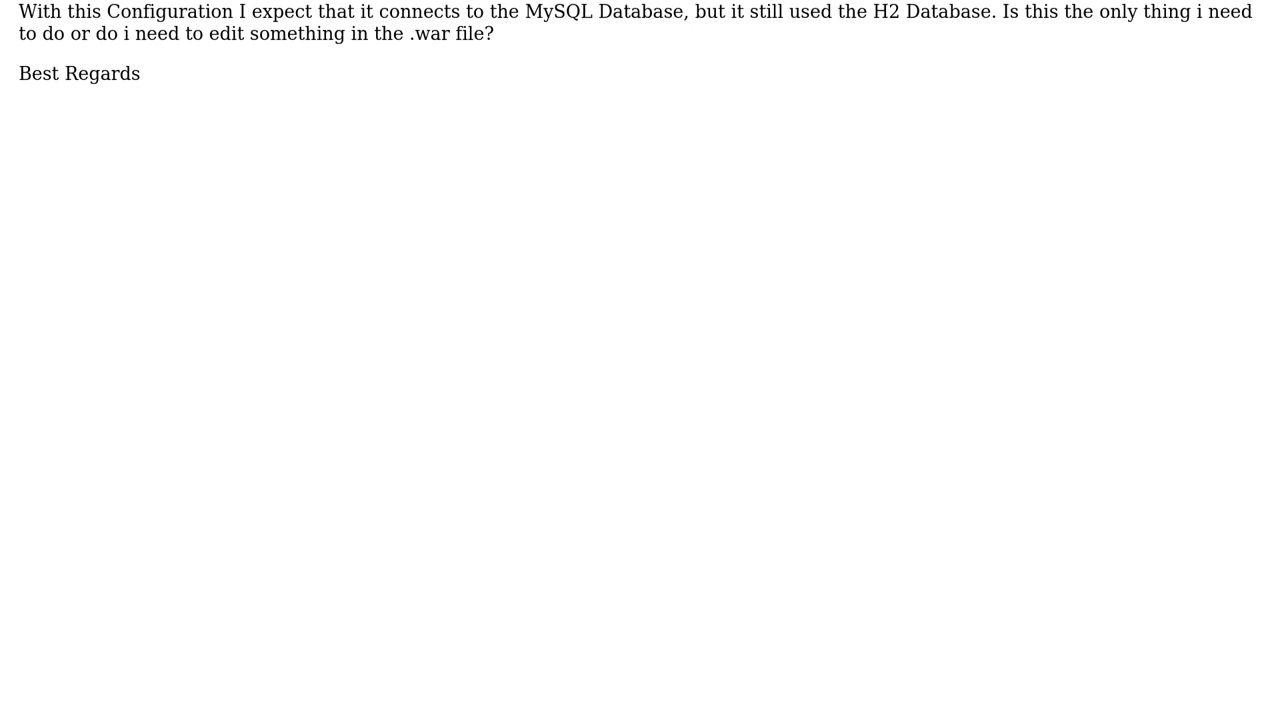 With this Configuration I expect that it connects to the MySQL Database, but it still used the H2 Database. Is this the only thing i need
to do or do i need to edit something in the .war file?
Best Regards